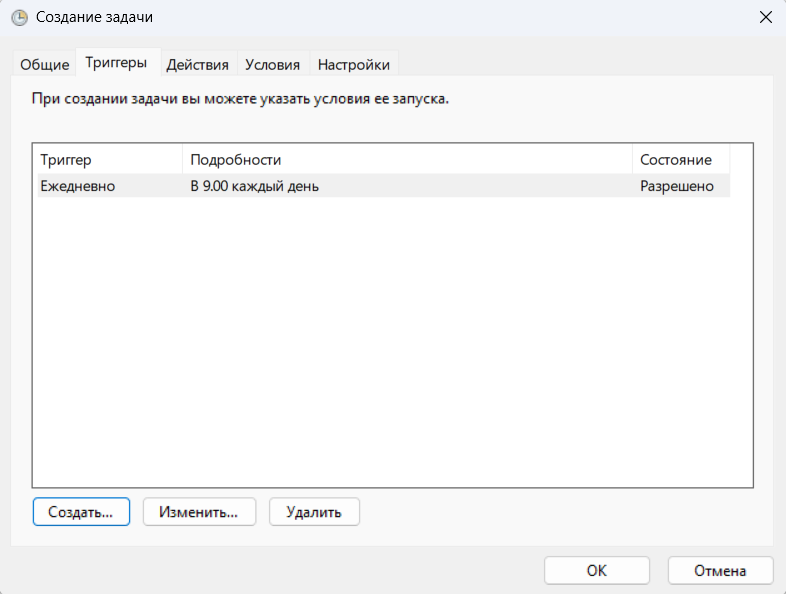 Создание задачи
Общие Триггеры Действия Условия Настройки
При создании задачи вы можете указать условия ее запуска.
Триггер Подробности Состояние
Ежедневно В 9.00 каждый день Разрешено
Создать... Изменить... Удалить
ОК Отмена